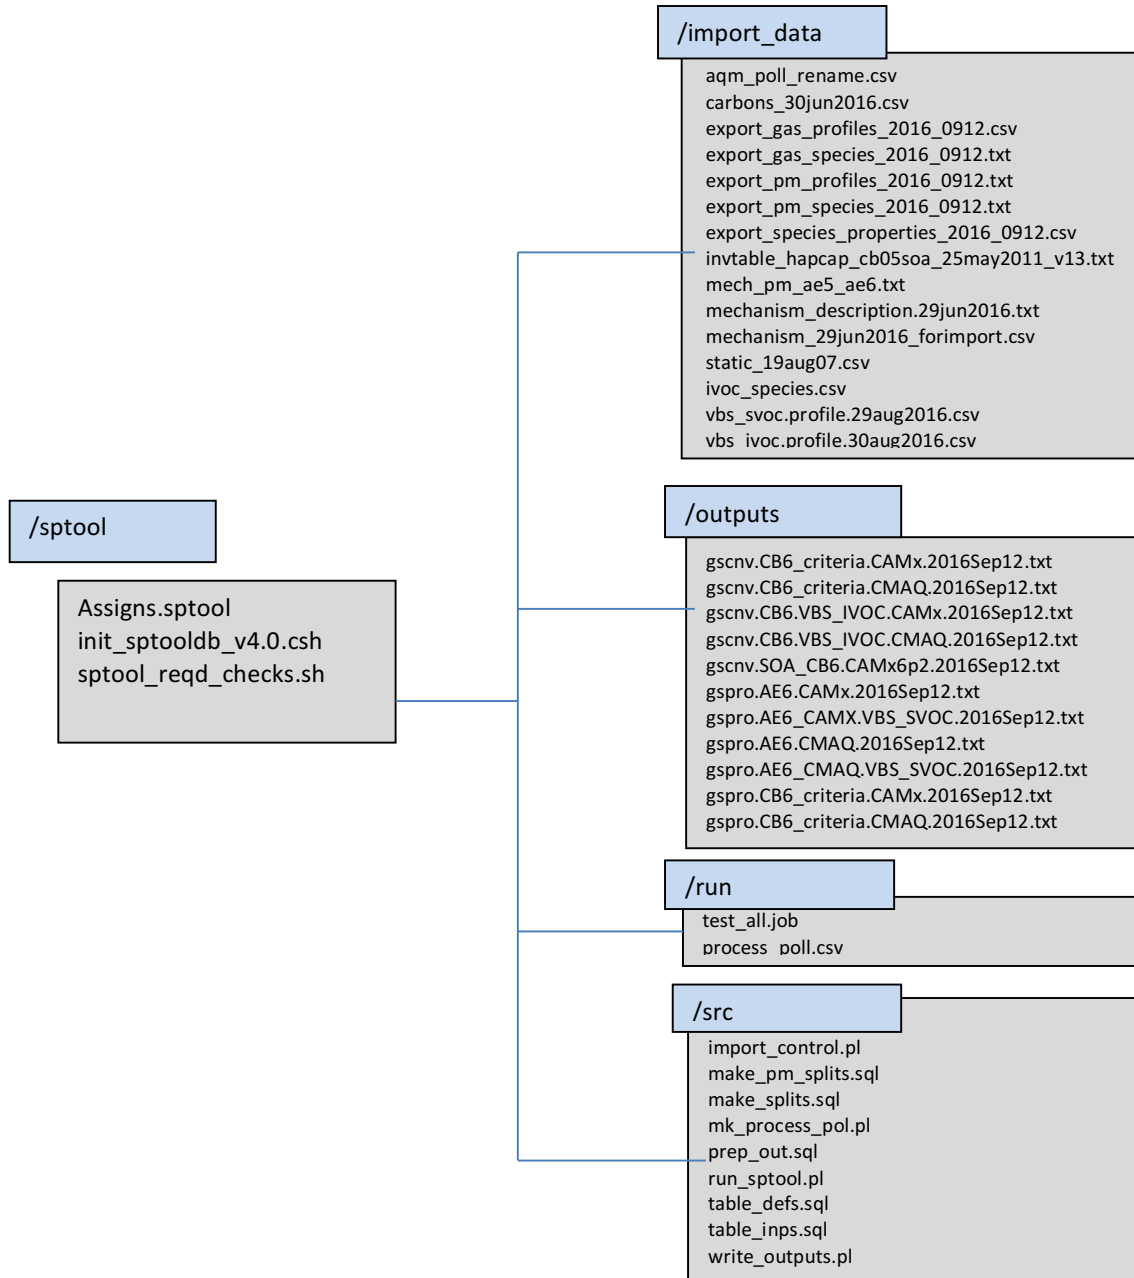 /import_data
aqm_poll_rename.csv
carbons_30jun2016.csv
export_gas_profiles_2016_0912.csv
export_gas_species_2016_0912.txt
export_pm_profiles_2016_0912.txt
export_pm_species_2016_0912.txt
export_species_properties_2016_0912.csv
invtable_hapcap_cb05soa_25may2011_v13.txt
mech_pm_ae5_ae6.txt
mechanism_description.29jun2016.txt
mechanism_29jun2016_forimport.csv
static_19aug07.csv
ivoc_species.csv
vbs_svoc.profile.29aug2016.csv
vbs_ivoc.profile.30aug2016.csv
/sptool
Assigns.sptool
init_sptooldb_v4.0.csh
sptool_reqd_checks.sh
/outputs
gscnv.CB6_criteria.CAMx.2016Sep12.txt
gscnv.CB6_criteria.CMAQ.2016Sep12.txt
gscnv.CB6.VBS_IVOC.CAMx.2016Sep12.txt
gscnv.CB6.VBS_IVOC.CMAQ.2016Sep12.txt
gscnv.SOA_CB6.CAMx6p2.2016Sep12.txt
gspro.AE6.CAMx.2016Sep12.txt
gspro.AE6_CAMX.VBS_SVOC.2016Sep12.txt
gspro.AE6.CMAQ.2016Sep12.txt
gspro.AE6_CMAQ.VBS_SVOC.2016Sep12.txt
gspro.CB6_criteria.CAMx.2016Sep12.txt
gspro.CB6_criteria.CMAQ.2016Sep12.txt
/run
test_all.job
process_poll.csv
/src
import_control.pl
make_pm_splits.sql
make_splits.sql
mk_process_pol.pl
prep_out.sql
run_sptool.pl
table_defs.sql
table_inps.sql
write_outputs.pl